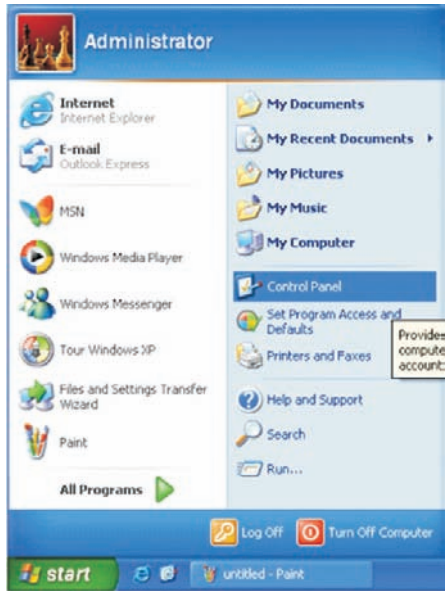 Administrator
Internet
Internet Explorer
E-mail
Outlook Express
MSN
Windows Media Player
Windows Messenger
Tour Windows XP
Files and Settings Transfer
Wizard
Paint
All Programs
My Documents
My Recent Documents
My Pictures
My Music
My Computer
Control Panel
Set Program Access and
Defaults
Printers and Faxes
Help and Support
Search
Run...
Provides
compute
account:
Log Off
Turn Off Computer
start
untitled - Paint